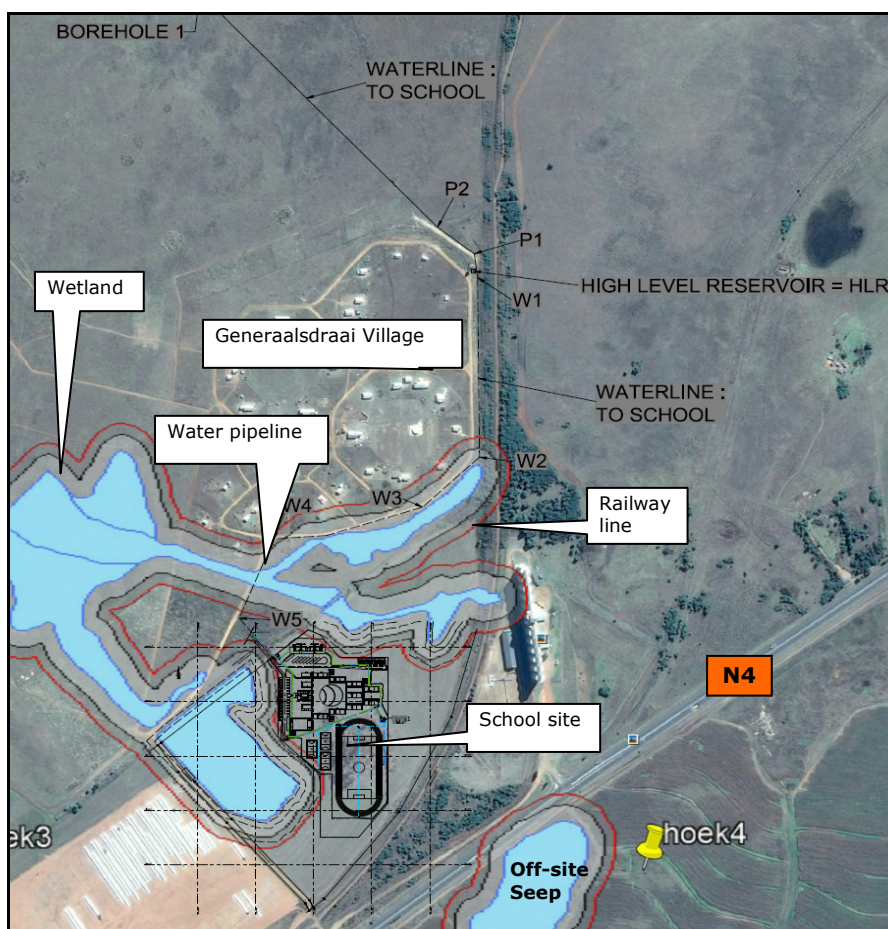 BOREHOLE 1
WATERLINE :
TO SCHOOL
P2
P1
HIGH LEVEL RESERVOIR = HLR
W1
Wetland
Generaalsdraai Village
WATERLINE :
TO SCHOOL
Water pipeline
W2
W3
W4
Railway
line
W5
N4
School site
ek3
hoek4
Off-site
Seep